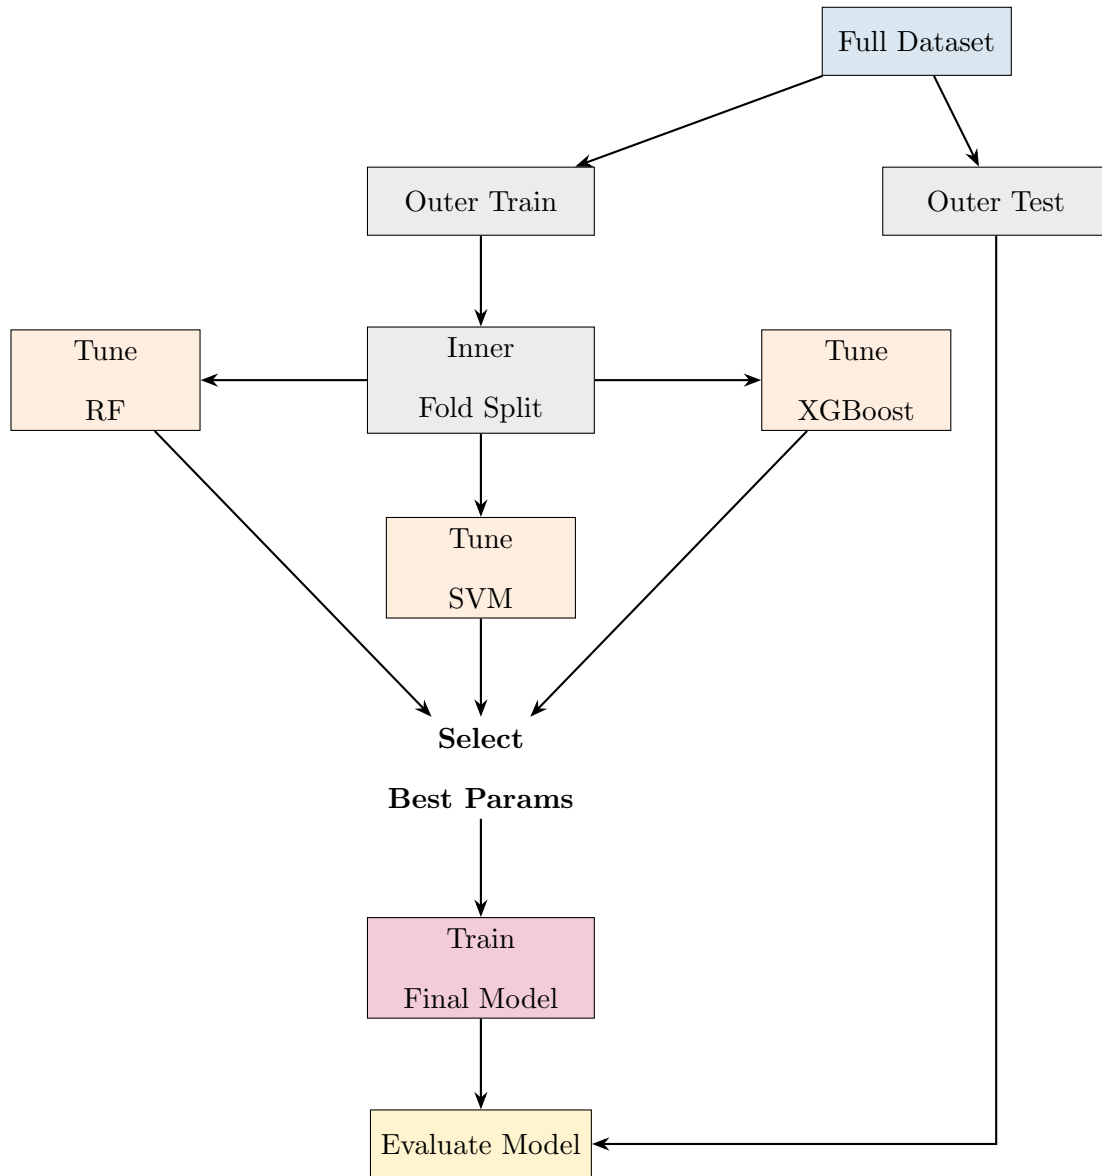 Full Dataset
Outer Train
Outer Test
Tune
RF
Inner
Fold Split
Tune
XGBoost
Tune
SVM
Select
Best Params
Train
Final Model
Evaluate Model